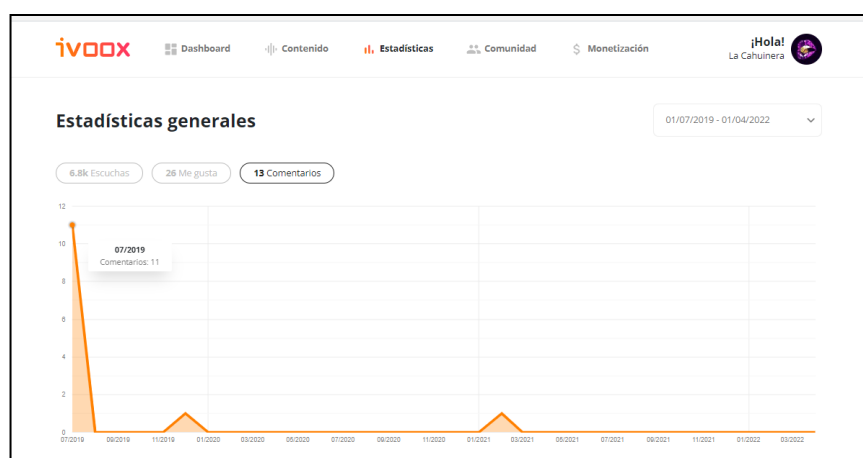 ivoox
Dashboard
Contenido
Estadísticas
Comunidad
$ Monetización
¡Hola!
La Cahuinera
Estadísticas generales
01/07/2019 - 01/04/2022
6.8k Escuchas
26 Me gusta
13 Comentarios
12
10
8
6
4
2
0
07/2019
Comentarios: 11
07/2019 09/2019 11/2019 01/2020 03/2020 05/2020 07/2020 09/2020 11/2020 01/2021 03/2021 05/2021 07/2021 09/2021 11/2021 01/2022 03/2022